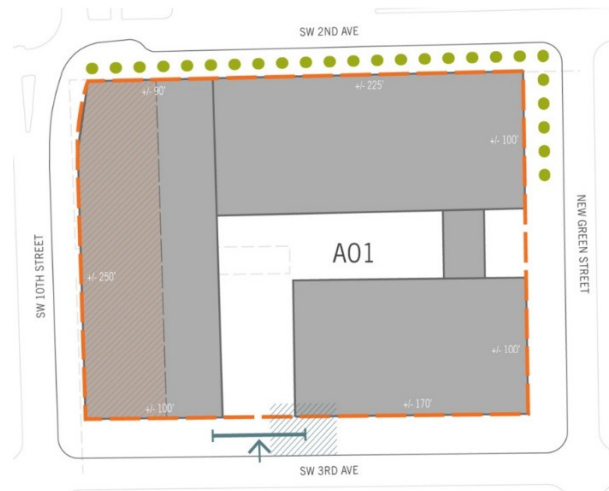 SW 2ND AVE
+/- 90'
+/- 225'
+/- 100'
SW 10TH STREET
NEW GREEN STREET
A01
+/- 250'
+/- 100'
+/- 100'
+/- 170'
SW 3RD AVE